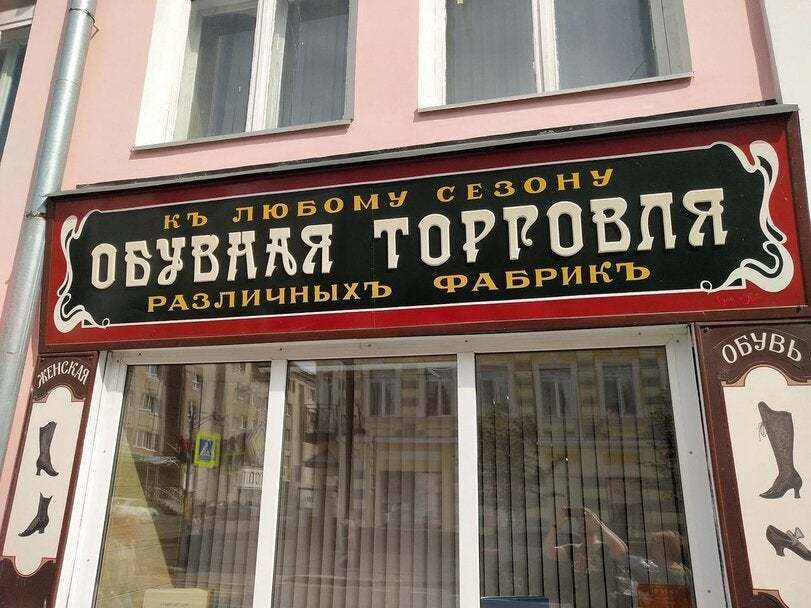 КЪ ЛЮБОМУ СЕЗОНУ
ОБУВНАЯ ТОРГОВЛЯ
РАЗЛИЧНЫХЪ ФАБРИКЪ
ЖЕНСКАЯ
ОБУВЬ